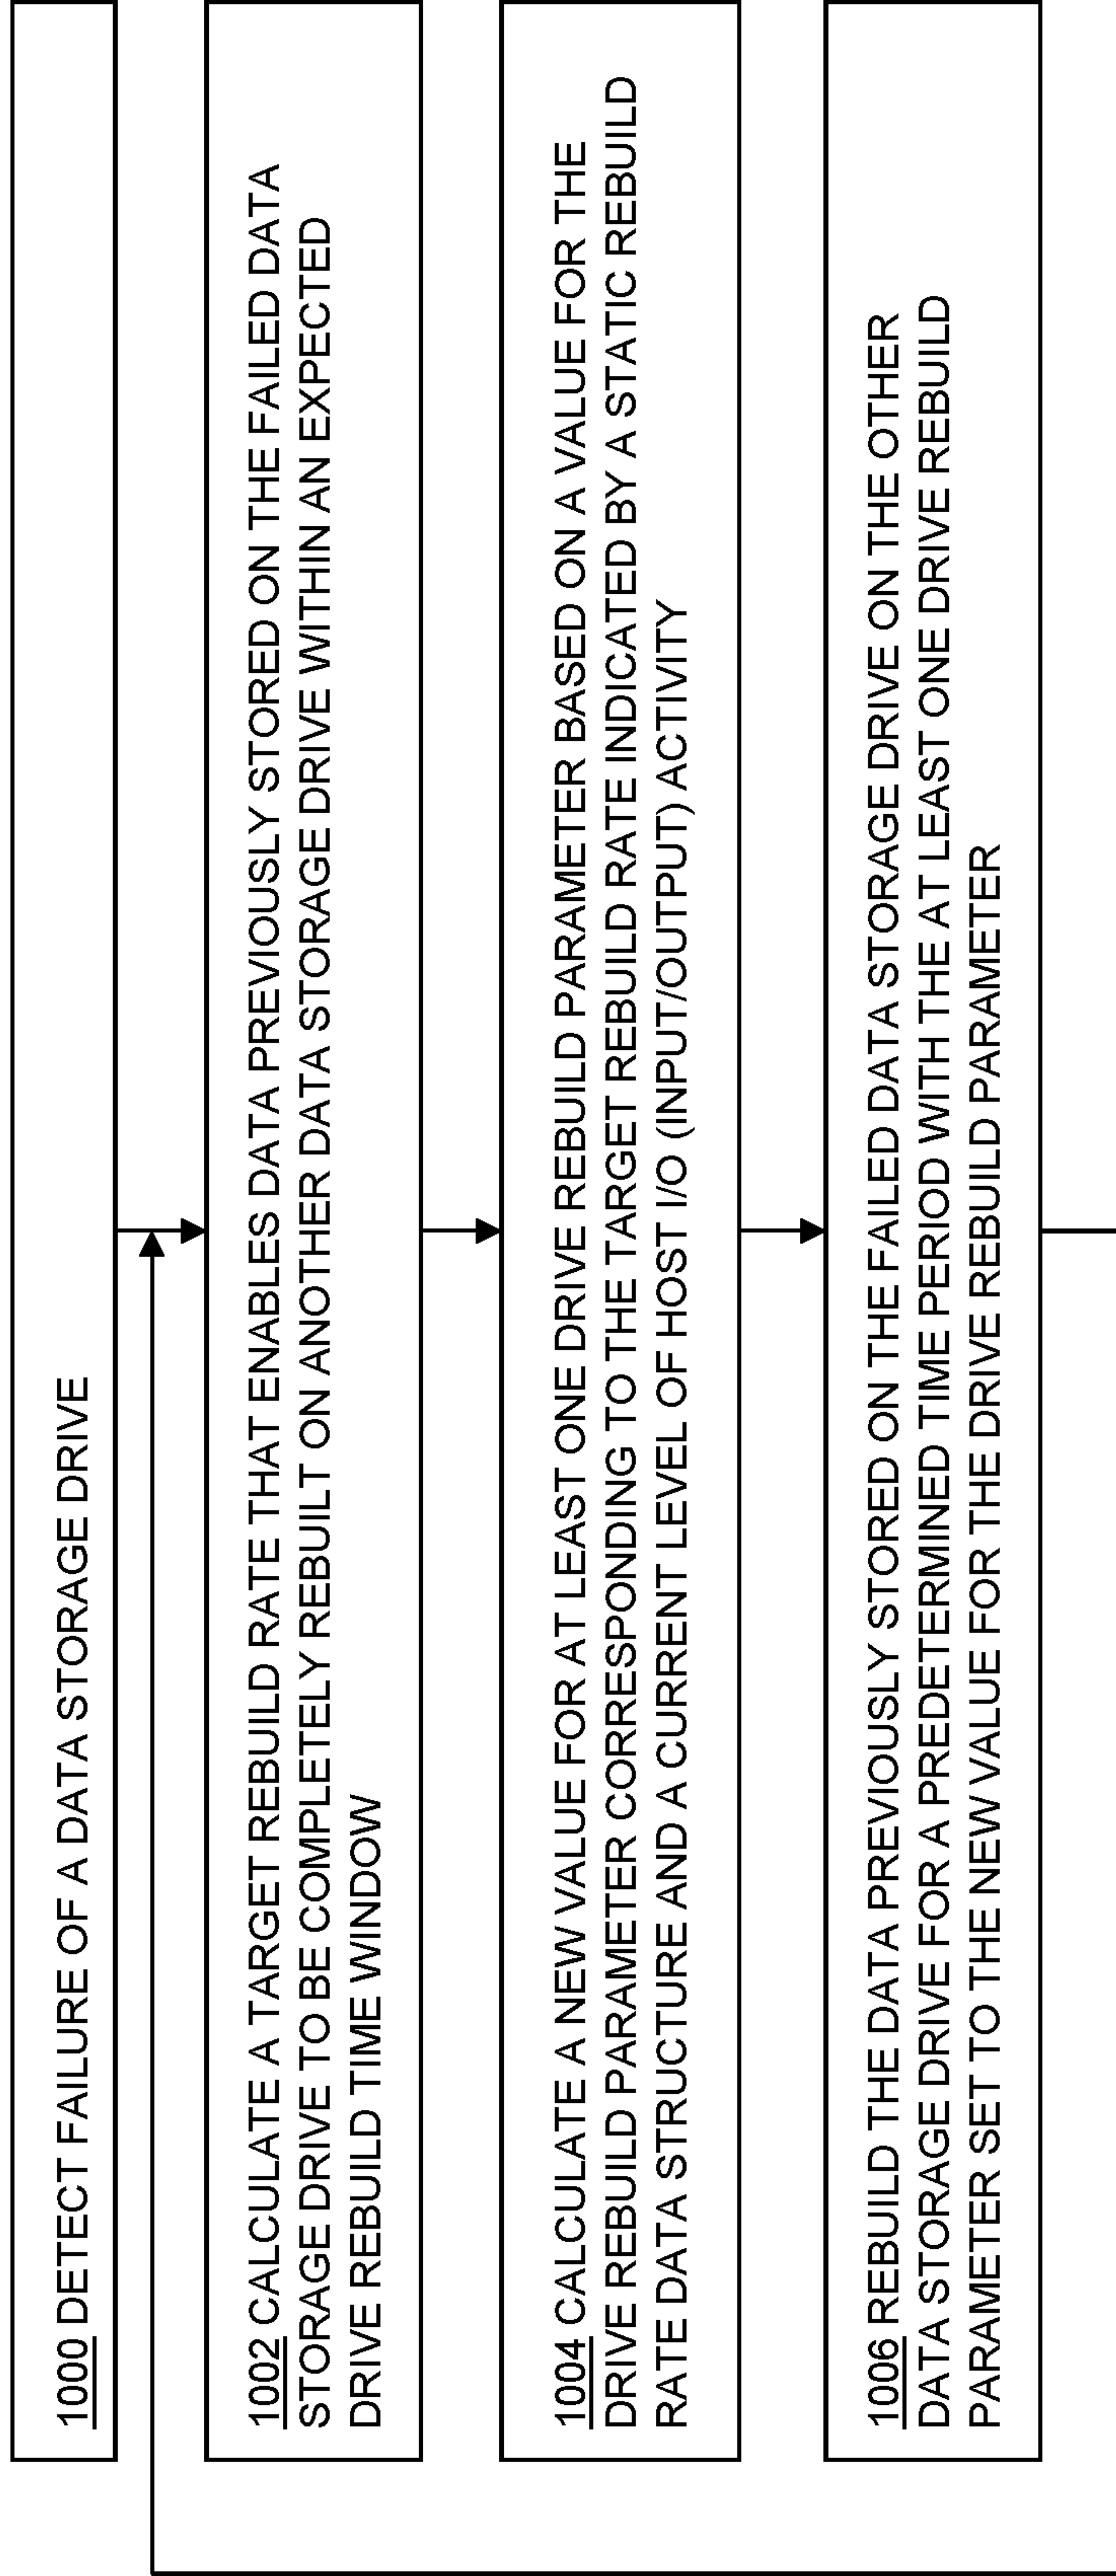 1000 DETECT FAILURE OF A DATA STORAGE DRIVE
1002 CALCULATE A TARGET REBUILD RATE THAT ENABLES DATA PREVIOUSLY STORED ON THE FAILED DATA
STORAGE DRIVE TO BE COMPLETELY REBUILT ON ANOTHER DATA STORAGE DRIVE WITHIN AN EXPECTED
DRIVE REBUILD TIME WINDOW
1004 CALCULATE A NEW VALUE FOR AT LEAST ONE DRIVE REBUILD PARAMETER BASED ON A VALUE FOR THE
DRIVE REBUILD PARAMETER CORRESPONDING TO THE TARGET REBUILD RATE INDICATED BY A STATIC REBUILD
RATE DATA STRUCTURE AND A CURRENT LEVEL OF HOST I/O (INPUT/OUTPUT) ACTIVITY
1006 REBUILD THE DATA PREVIOUSLY STORED ON THE FAILED DATA STORAGE DRIVE ON THE OTHER
DATA STORAGE DRIVE FOR A PREDETERMINED TIME PERIOD WITH THE AT LEAST ONE DRIVE REBUILD
PARAMETER SET TO THE NEW VALUE FOR THE DRIVE REBUILD PARAMETER